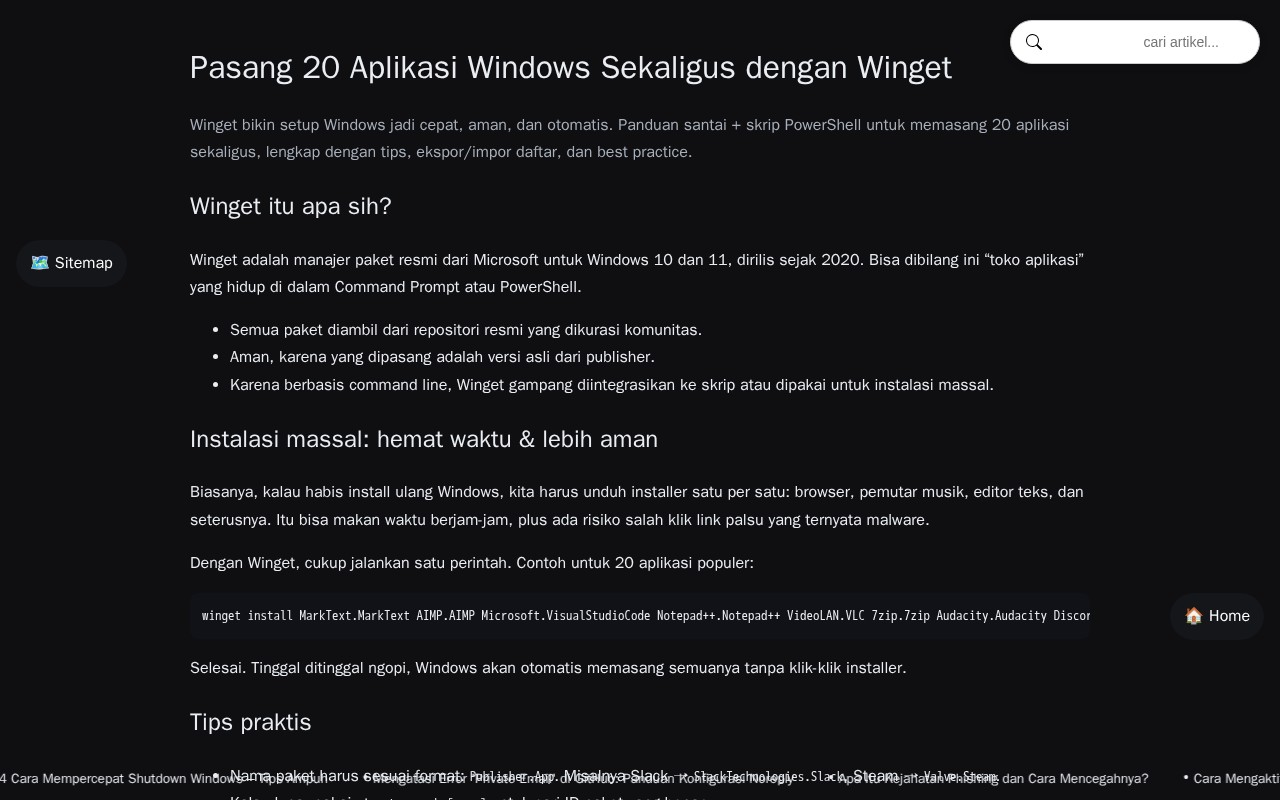 cari artikel...
Pasang 20 Aplikasi Windows Sekaligus dengan Winget
Winget bikin setup Windows jadi cepat, aman, dan otomatis. Panduan santai + skrip PowerShell untuk memasang 20 aplikasi
sekaligus, lengkap dengan tips, ekspor/impor daftar, dan best practice.
Winget itu apa sih?
🗺️ Sitemap
Winget adalah manajer paket resmi dari Microsoft untuk Windows 10 dan 11, dirilis sejak 2020. Bisa dibilang ini “toko aplikasi”
yang hidup di dalam Command Prompt atau PowerShell.
• Semua paket diambil dari repositori resmi yang dikurasi komunitas.
• Aman, karena yang dipasang adalah versi asli dari publisher.
• Karena berbasis command line, Winget gampang diintegrasikan ke skrip atau dipakai untuk instalasi massal.
Instalasi massal: hemat waktu & lebih aman
Biasanya, kalau habis install ulang Windows, kita harus unduh installer satu per satu: browser, pemutar musik, editor teks, dan
seterusnya. Itu bisa makan waktu berjam-jam, plus ada risiko salah klik link palsu yang ternyata malware.
Dengan Winget, cukup jalankan satu perintah. Contoh untuk 20 aplikasi populer:
winget install MarkText.MarkText AIMP.AIMP Microsoft.VisualStudioCode Notepad++.Notepad++ VideoLAN.VLC 7zip.7zip Audacity.Audacity Discor
🏠 Home
Selesai. Tinggal ditinggal ngopi, Windows akan otomatis memasang semuanya tanpa klik-klik installer.
Tips praktis
• Nama paket harus sesuai format: Publisher.App. Misalnya Slack → SlackTechnologies.Slack, Steam → Valve.Steam.
4 Cara Mempercepat Shutdown Windows – Tips Ampuh • Mengatasi Error Private Email di GitHub: Panduan Konfigurasi Noreply • Apa Itu Kejahatan Phishing dan Cara Mencegahnya? • Cara Mengakti